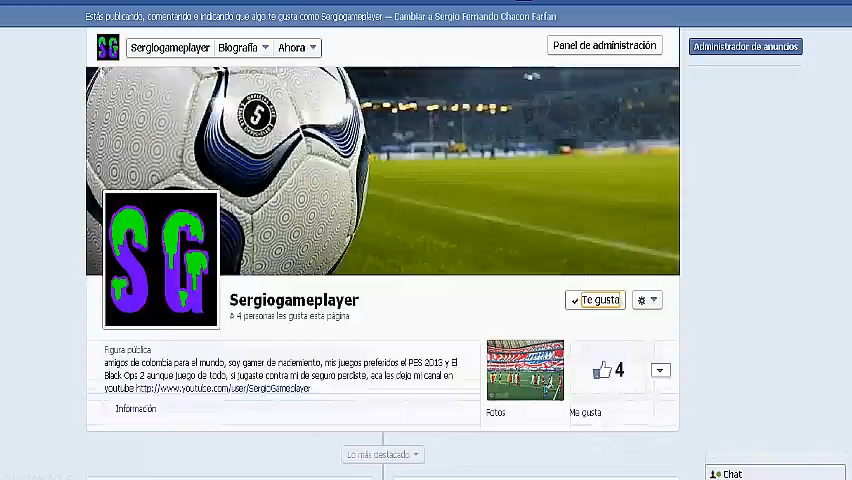 Estás publicando, comentando e indicando que algo te gusta como Sergiogameplayer — Cambiar a Sergio Fernando Chacon Farfan
SG Sergiogameplayer Biografía Ahora Panel de administración Administrador de anuncios
5
SG
Sergiogameplayer
A 4 personas les gusta esta página
Te gusta
Figura pública
amigos de colombia para el mundo, soy gamer de nacimiento, mis juegos preferidos el PES 2013 y El
Black Ops 2 aunque juego de todo, si jugaste contra mi de seguro perdiste, aca les dejo mi canal en
youtube http://www.youtube.com/user/SergioGameplayer
Información
4
Fotos
Me gusta
Lo más destacado
Chat